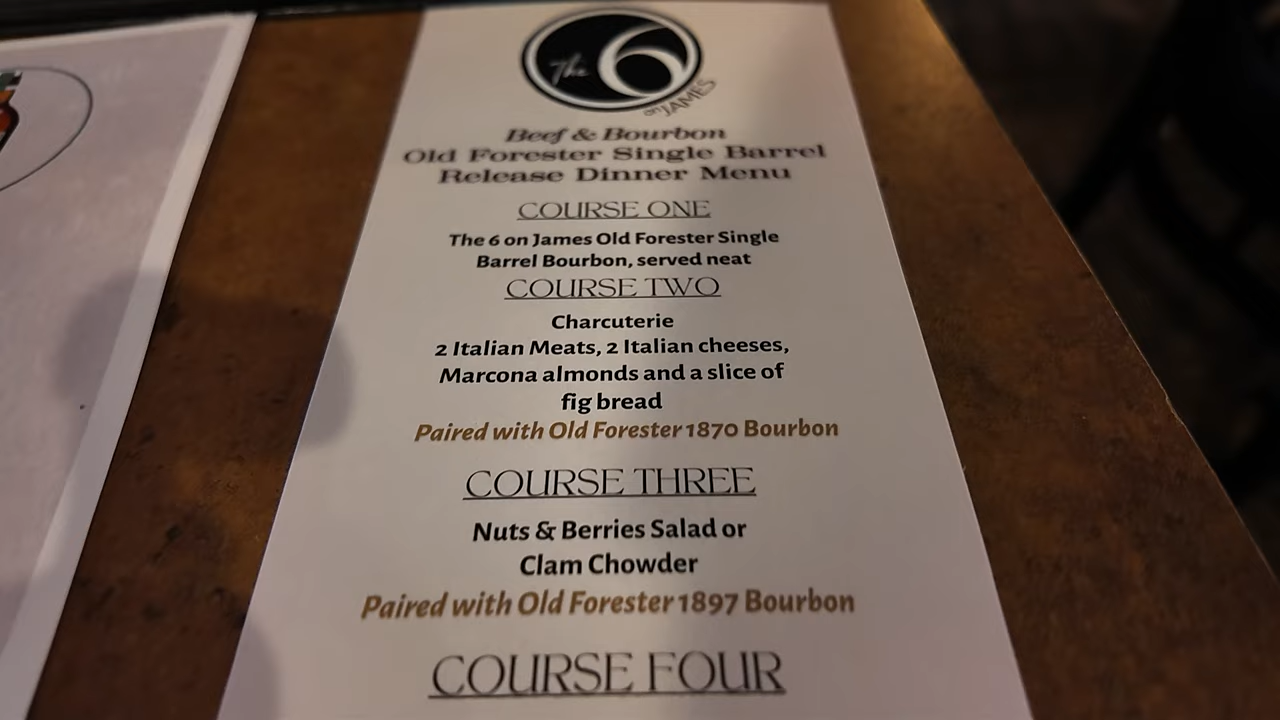 The 6
on JAMES
Beef & Bourbon
Old Forester Single Barrel
Release Dinner Menu
COURSE ONE
The 6 on James Old Forester Single
Barrel Bourbon, served neat
COURSE TWO
Charcuterie
2 Italian Meats, 2 Italian cheeses,
Marcona almonds and a slice of
fig bread
Paired with Old Forester 1870 Bourbon
COURSE THREE
Nuts & Berries Salad or
Clam Chowder
Paired with Old Forester 1897 Bourbon
COURSE FOUR